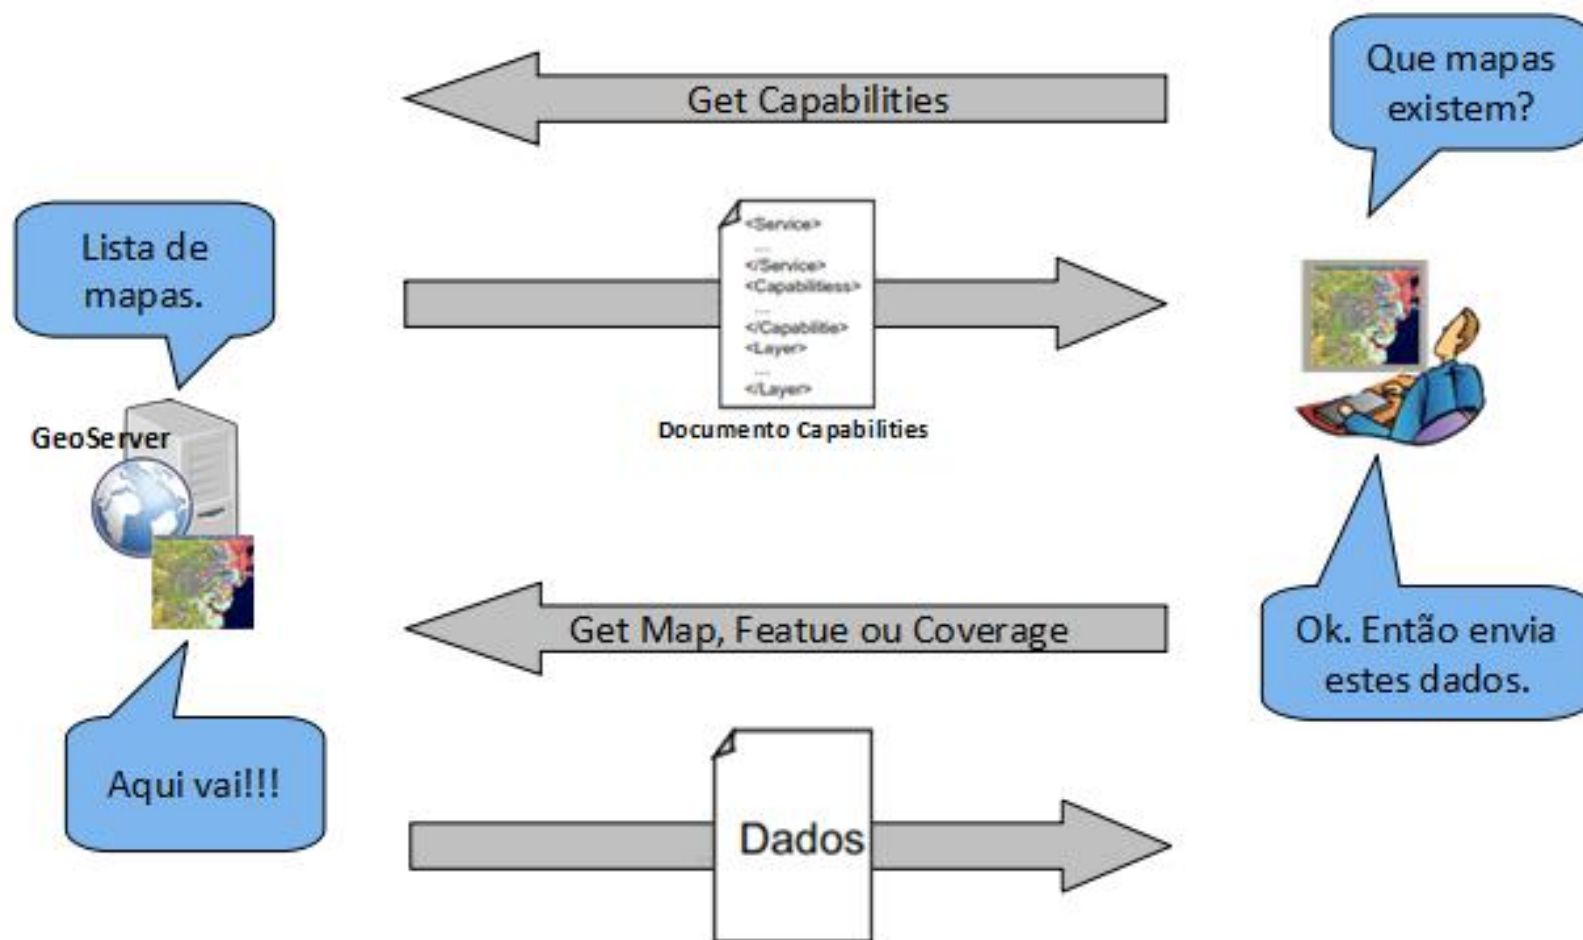 Get Capabilities
Que mapas
existem?
Lista de
mapas.
<Service>
...
</Service>
<Capabilitiess>
...
</Capabilitie>
<Layer>
...
</Layer>
Documento Capabilities
GeoServer
Get Map, Featue ou Coverage
Ok. Então envia
estes dados.
Aqui vai!!!
Dados